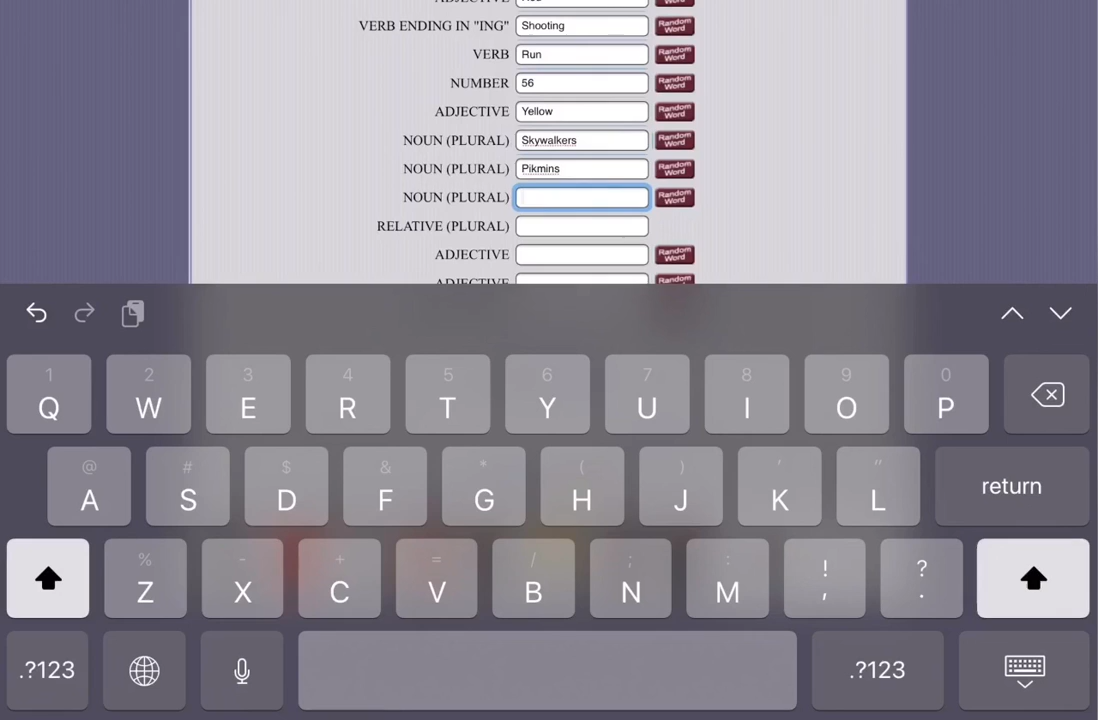 VERB ENDING IN "ING" Shooting Random Word
VERB Run Random Word
NUMBER 56 Random Word
ADJECTIVE Yellow Random Word
NOUN (PLURAL) Skywalkers Random Word
NOUN (PLURAL) Pikmins Random Word
NOUN (PLURAL) Random Word
RELATIVE (PLURAL)
ADJECTIVE Random Word
ADJECTIVE Random
1 2 3 4 5 6 7 8 9 0
Q W E R T Y U I O P
@ # $ & * ( ) ' "
A S D F G H J K L return
% - + = / ; : ! ?
Z X C V B N M , .
.?123 .?123